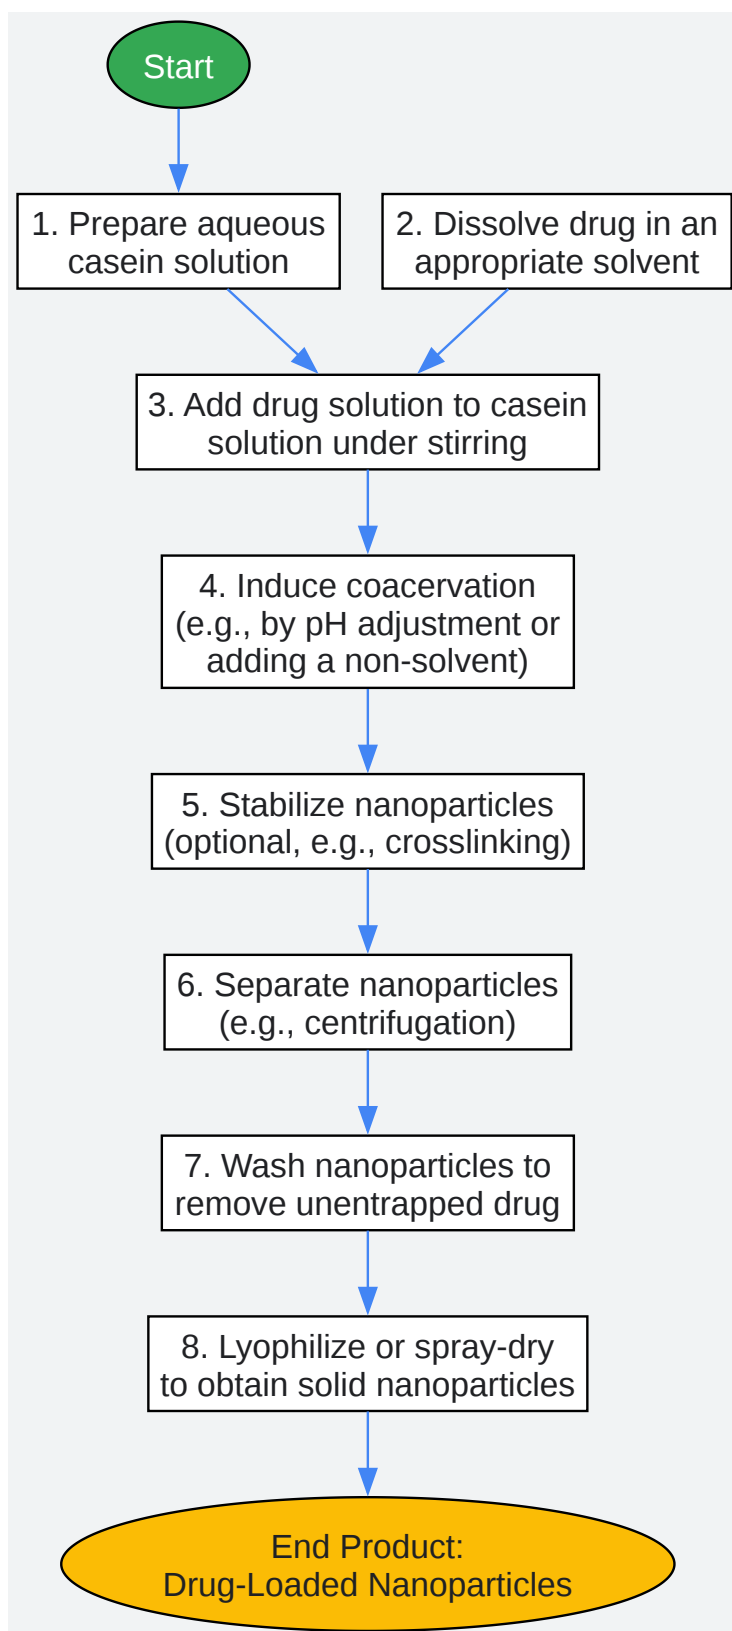 Start
1. Prepare aqueous
casein solution
2. Dissolve drug in an
appropriate solvent
3. Add drug solution to casein
solution under stirring
4. Induce coacervation
(e.g., by pH adjustment or
adding a non-solvent)
5. Stabilize nanoparticles
(optional, e.g., crosslinking)
6. Separate nanoparticles
(e.g., centrifugation)
7. Wash nanoparticles to
remove unentrapped drug
8. Lyophilize or spray-dry
to obtain solid nanoparticles
End Product:
Drug-Loaded Nanoparticles